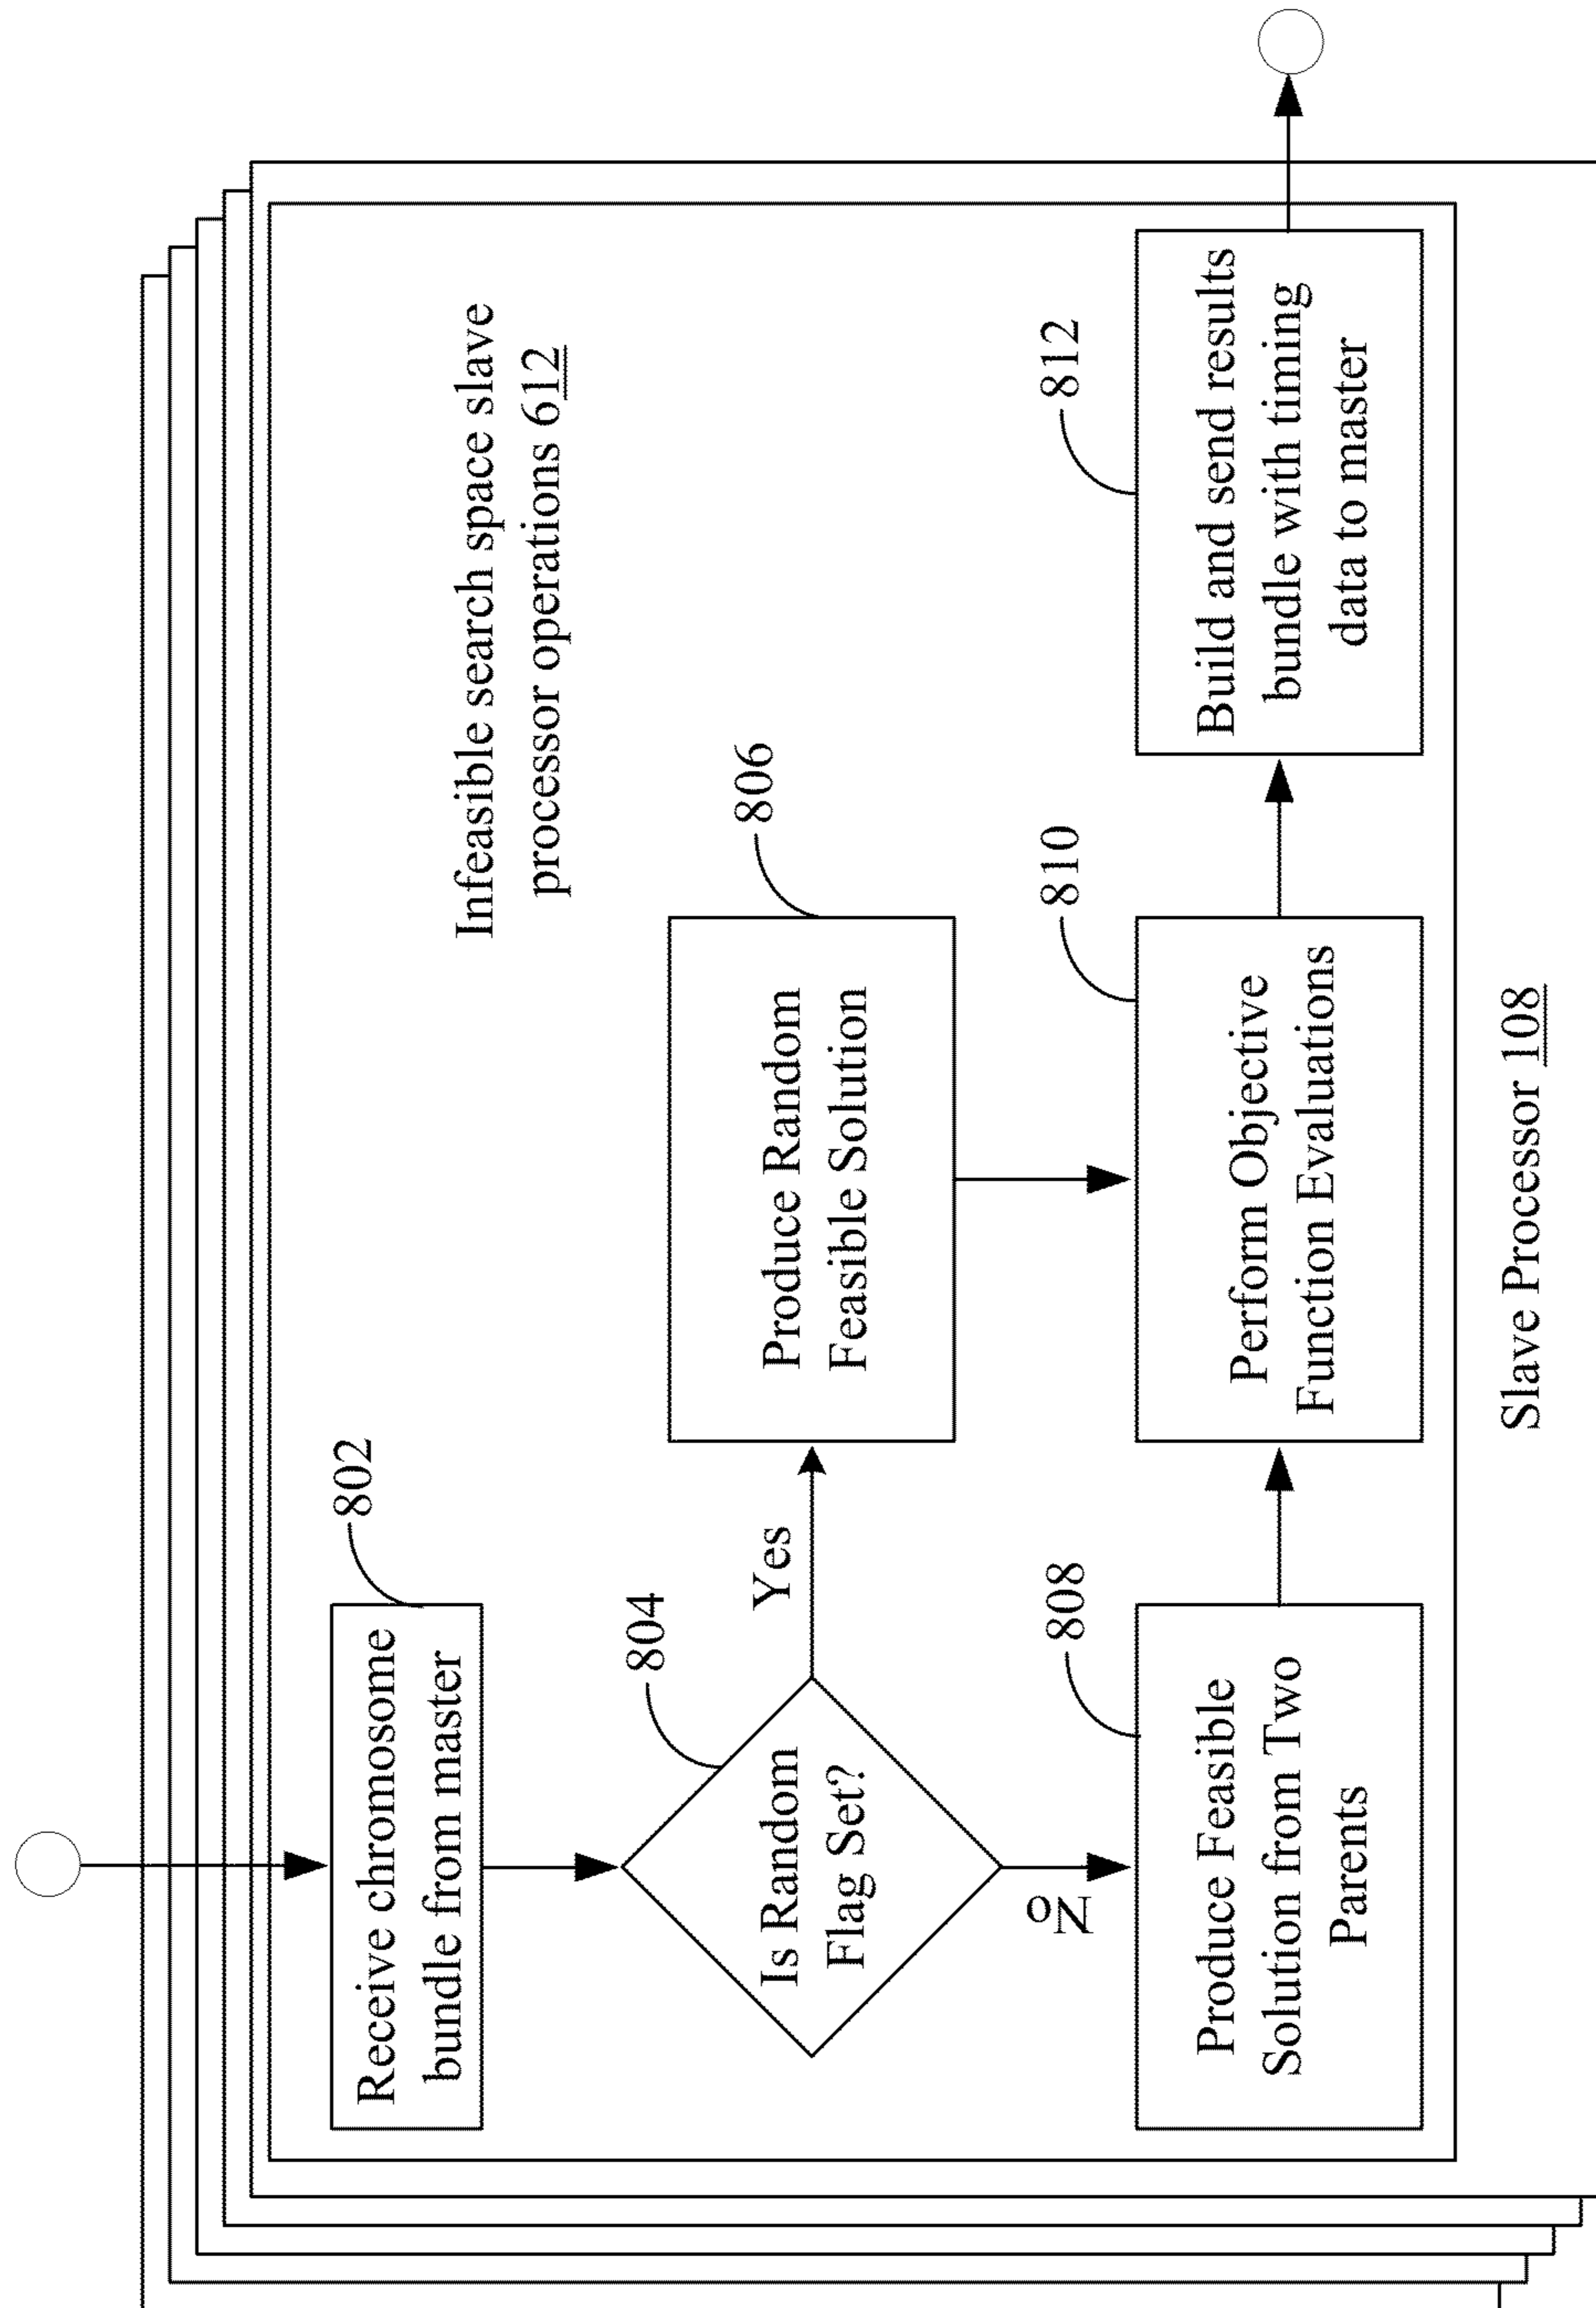 Infeasible search space slave
processor operations 612
802
Receive chromosome
bundle from master
804
Is Random
Flag Set?
Yes
No
806
Produce Random
Feasible Solution
808
Produce Feasible
Solution from Two
Parents
810
Perform Objective
Function Evaluations
812
Build and send results
bundle with timing
data to master
Slave Processor 108